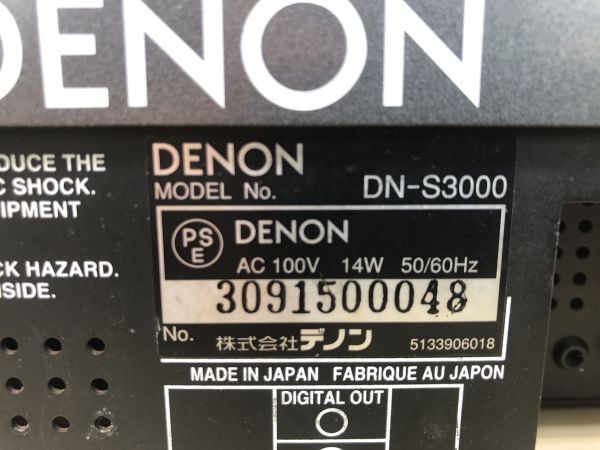 DENON
DUCE THE
C SHOCK.
UIPMENT
CK HAZARD.
NSIDE.
DENON
MODEL No. DN-S3000
PS
E
DENON
AC 100V 14W 50/60Hz
3091500048
No. 株式会社デノン 5133906018
MADE IN JAPAN FABRIQUE AU JAPON
DIGITAL OUT